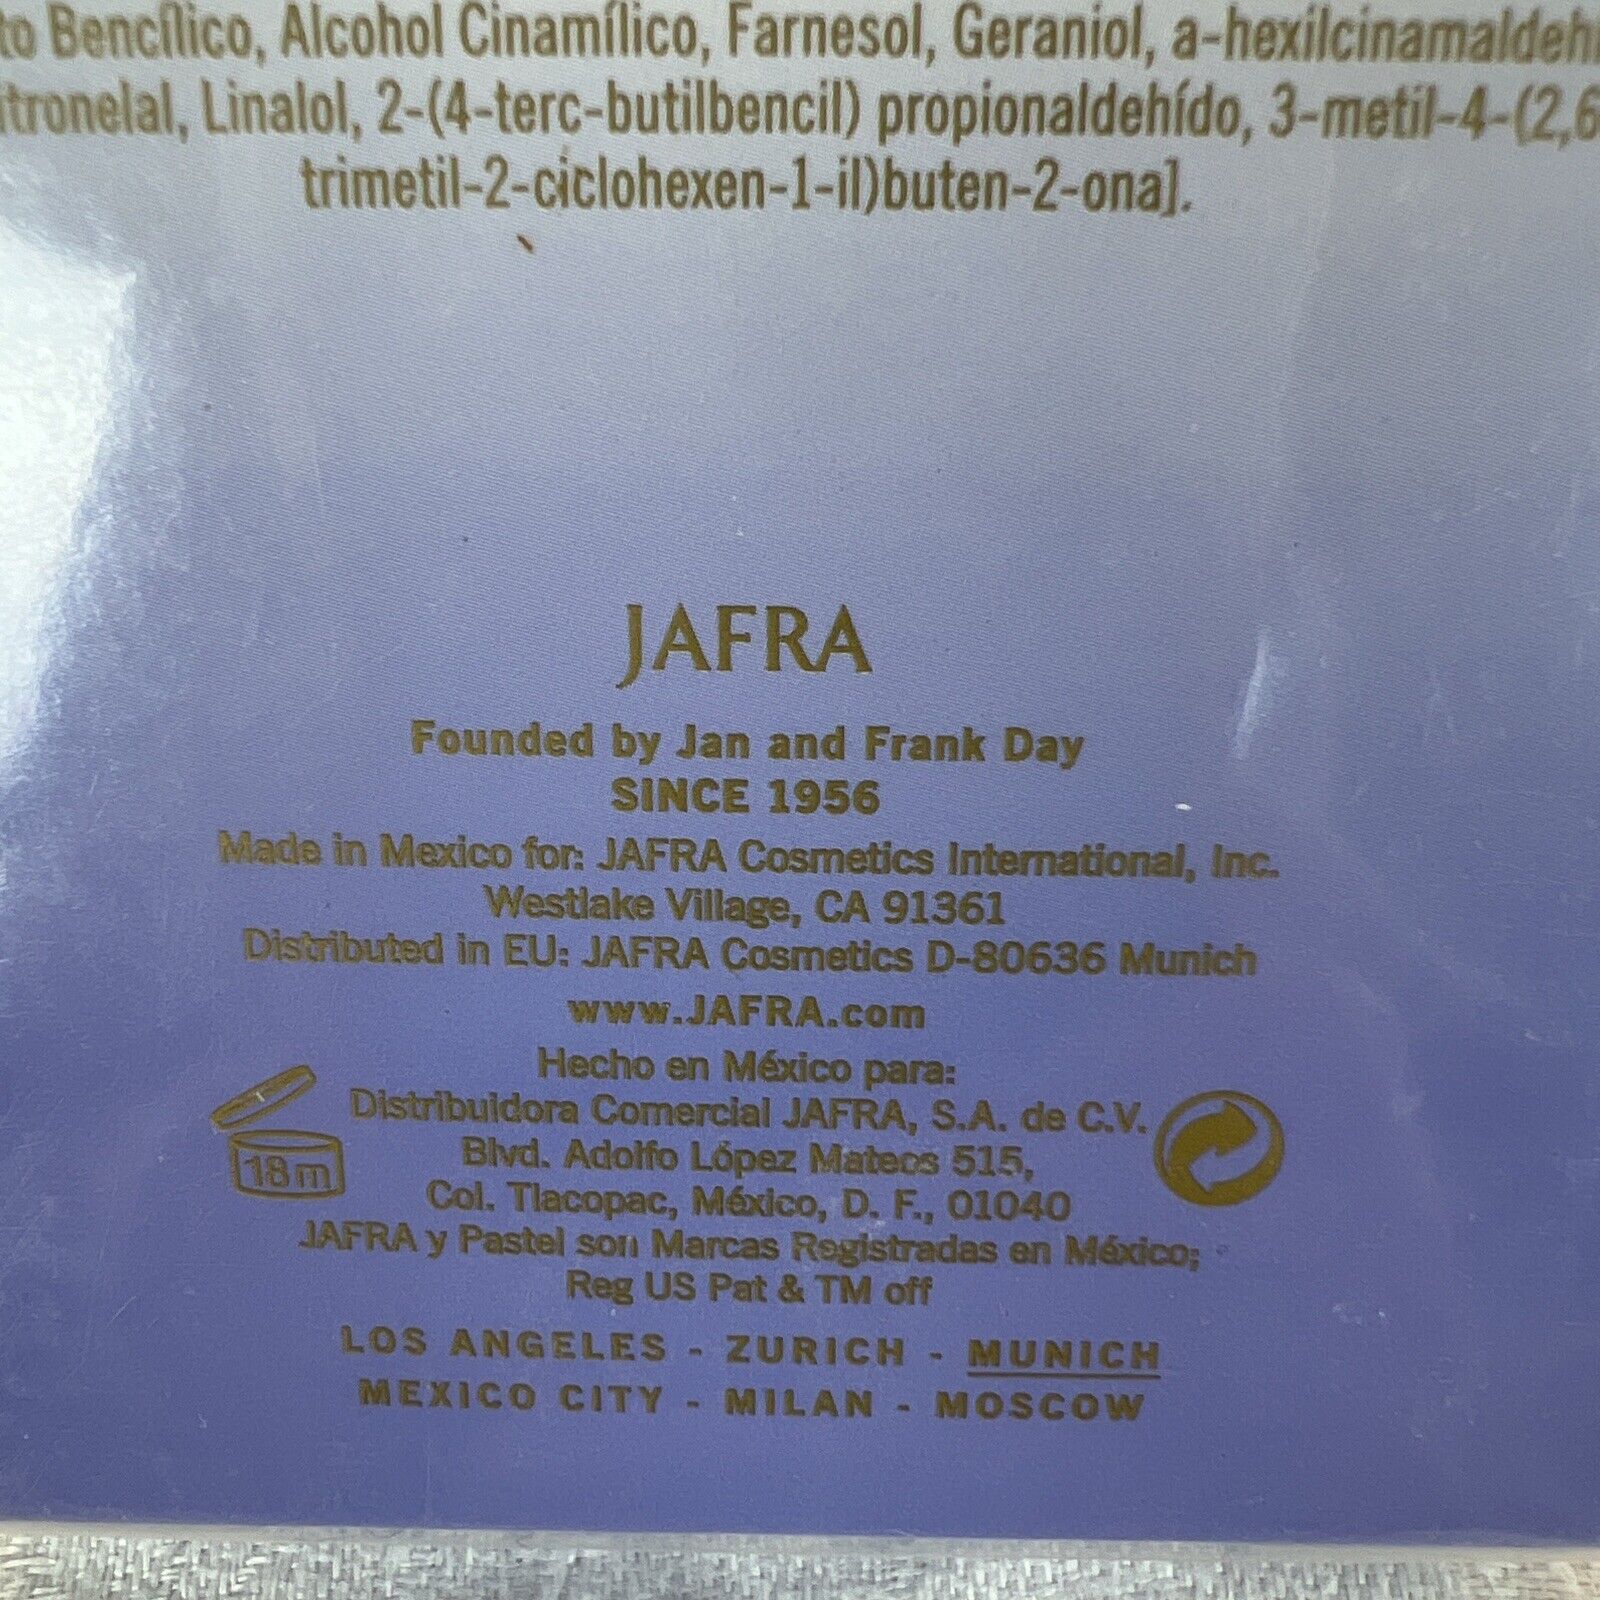 to Bencílico, Alcohol Cinamílico, Farnesol, Geraniol, a-hexilcinamaldehi
itronelal, Linalol, 2-(4-terc-butilbencil) propionaldehído, 3-metil-4-(2,6
trimetil-2-ciclohexen-1-il)buten-2-ona].
JAFRA
Founded by Jan and Frank Day
SINCE 1956
Made in Mexico for: JAFRA Cosmetics International, Inc.
Westlake Village, CA 91361
Distributed in EU: JAFRA Cosmetics D-80636 Munich
www.JAFRA.com
Hecho en México para:
Distribuidora Comercial JAFRA, S.A. de C.V.
Blvd. Adolfo López Mateos 515,
18m
Col. Tlacopac, México, D. F., 01040
JAFRA y Pastel son Marcas Registradas en México;
Reg US Pat & TM off
LOS ANGELES - ZURICH - MUNICH
MEXICO CITY - MILAN - MOSCOW